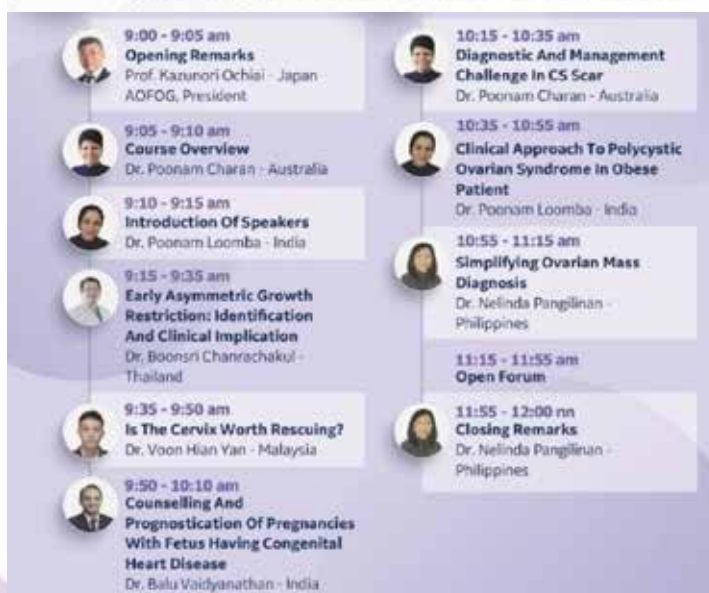 9:00 - 9:05 am
Opening Remarks
Prof. Kazunori Ochiai - Japan
AOFOG, President
9:05 - 9:10 am
Course Overview
Dr. Poonam Charan - Australia
9:10 - 9:15 am
Introduction Of Speakers
Dr. Poonam Loomba - India
9:15 - 9:35 am
Early Asymmetric Growth
Restriction: Identification
And Clinical Implication
Dr. Boonsri Chanrachakul -
Thailand
9:35 - 9:50 am
Is The Cervix Worth Rescuing?
Dr. Voon Hian Yan - Malaysia
9:50 - 10:10 am
Counselling And
Prognostication Of Pregnancies
With Fetus Having Congenital
Heart Disease
Dr. Balu Vaidyanathan - India
10:15 - 10:35 am
Diagnostic And Management
Challenge In CS Scar
Dr. Poonam Charan - Australia
10:35 - 10:55 am
Clinical Approach To Polycystic
Ovarian Syndrome In Obese
Patient
Dr. Poonam Loomba - India
10:55 - 11:15 am
Simplifying Ovarian Mass
Diagnosis
Dr. Nelinda Pangilinan -
Philippines
11:15 - 11:55 am
Open Forum
11:55 - 12:00 nn
Closing Remarks
Dr. Nelinda Pangilinan -
Philippines